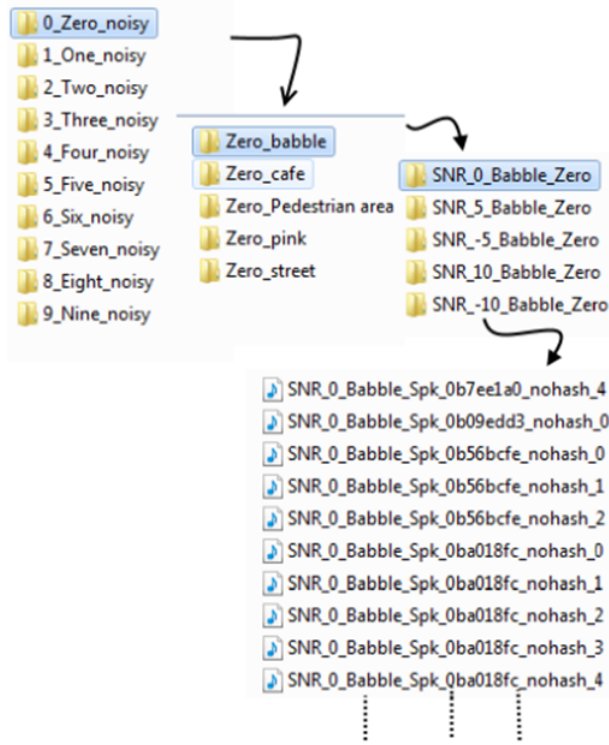 0_Zero_noisy
1_One_noisy
2_Two_noisy
3_Three_noisy
4_Four_noisy
5_Five_noisy
6_Six_noisy
7_Seven_noisy
8_Eight_noisy
9_Nine_noisy
Zero_babble
Zero_cafe
Zero_Pedestrian area
Zero_pink
Zero_street
SNR_0_Babble_Zero
SNR_5_Babble_Zero
SNR_-5_Babble_Zero
SNR_10_Babble_Zero
SNR_-10_Babble_Zero
SNR_0_Babble_Spk_0b7ee1a0_nohash_4
SNR_0_Babble_Spk_0b09edd3_nohash_0
SNR_0_Babble_Spk_0b56bcfe_nohash_0
SNR_0_Babble_Spk_0b56bcfe_nohash_1
SNR_0_Babble_Spk_0b56bcfe_nohash_2
SNR_0_Babble_Spk_0ba018fc_nohash_0
SNR_0_Babble_Spk_0ba018fc_nohash_1
SNR_0_Babble_Spk_0ba018fc_nohash_2
SNR_0_Babble_Spk_0ba018fc_nohash_3
SNR_0_Babble_Spk_0ba018fc_nohash_4